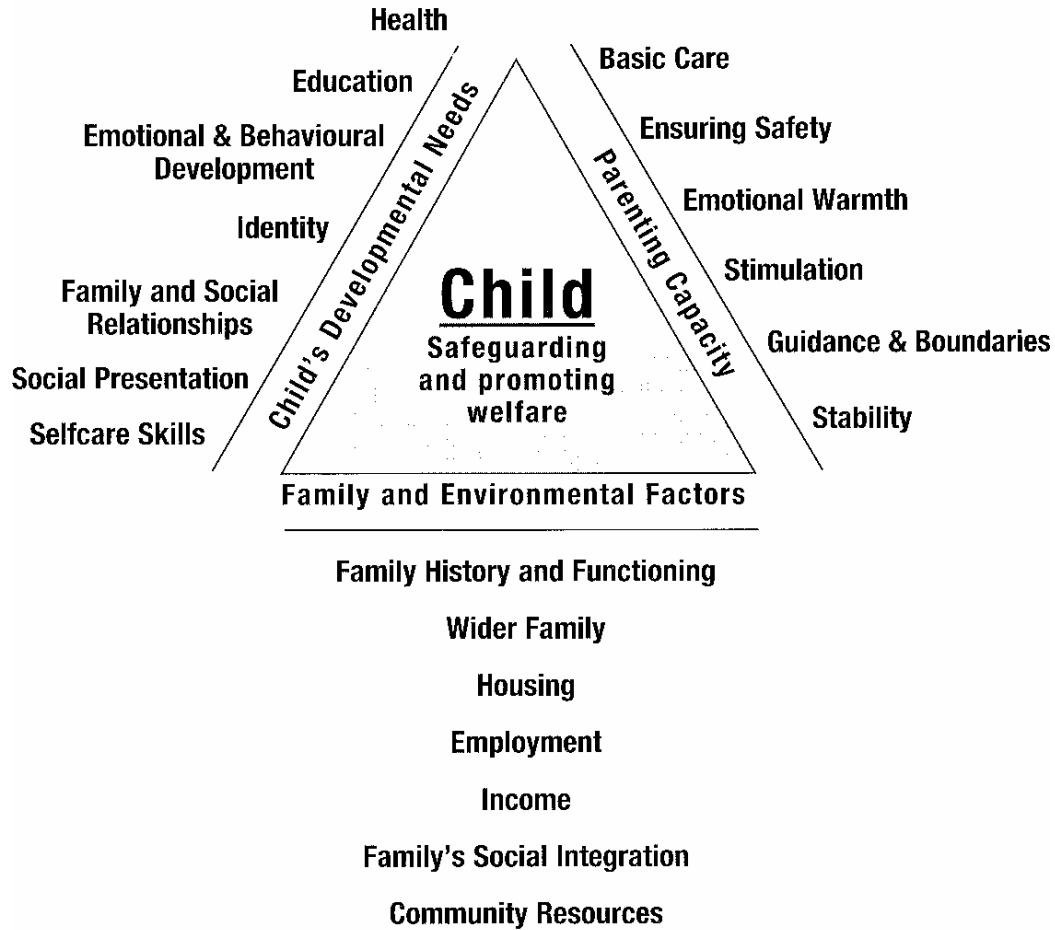 Health
Education
Emotional & Behavioural
Development
Identity
Family and Social
Relationships
Social Presentation
Selfcare Skills
Child's Developmental Needs
Child
Safeguarding
and promoting
welfare
Parenting Capacity
Basic Care
Ensuring Safety
Emotional Warmth
Stimulation
Guidance & Boundaries
Stability
Family and Environmental Factors
Family History and Functioning
Wider Family
Housing
Employment
Income
Family's Social Integration
Community Resources